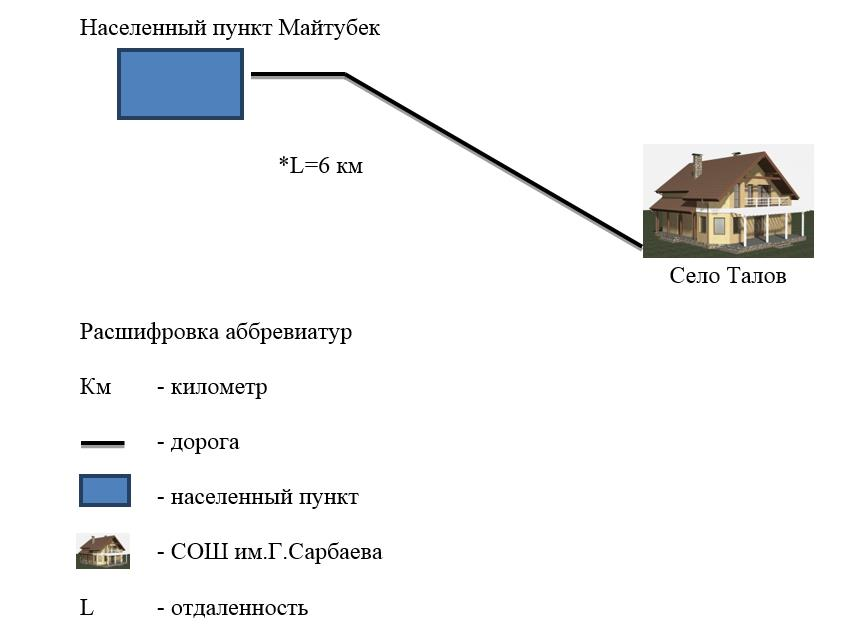 Населенный пункт Майтубек
*L=6 км
Село Талов
Расшифровка аббревиатур
Км - километр
- дорога
- населенный пункт
- СОШ им.Г.Сарбаева
L - отдаленность